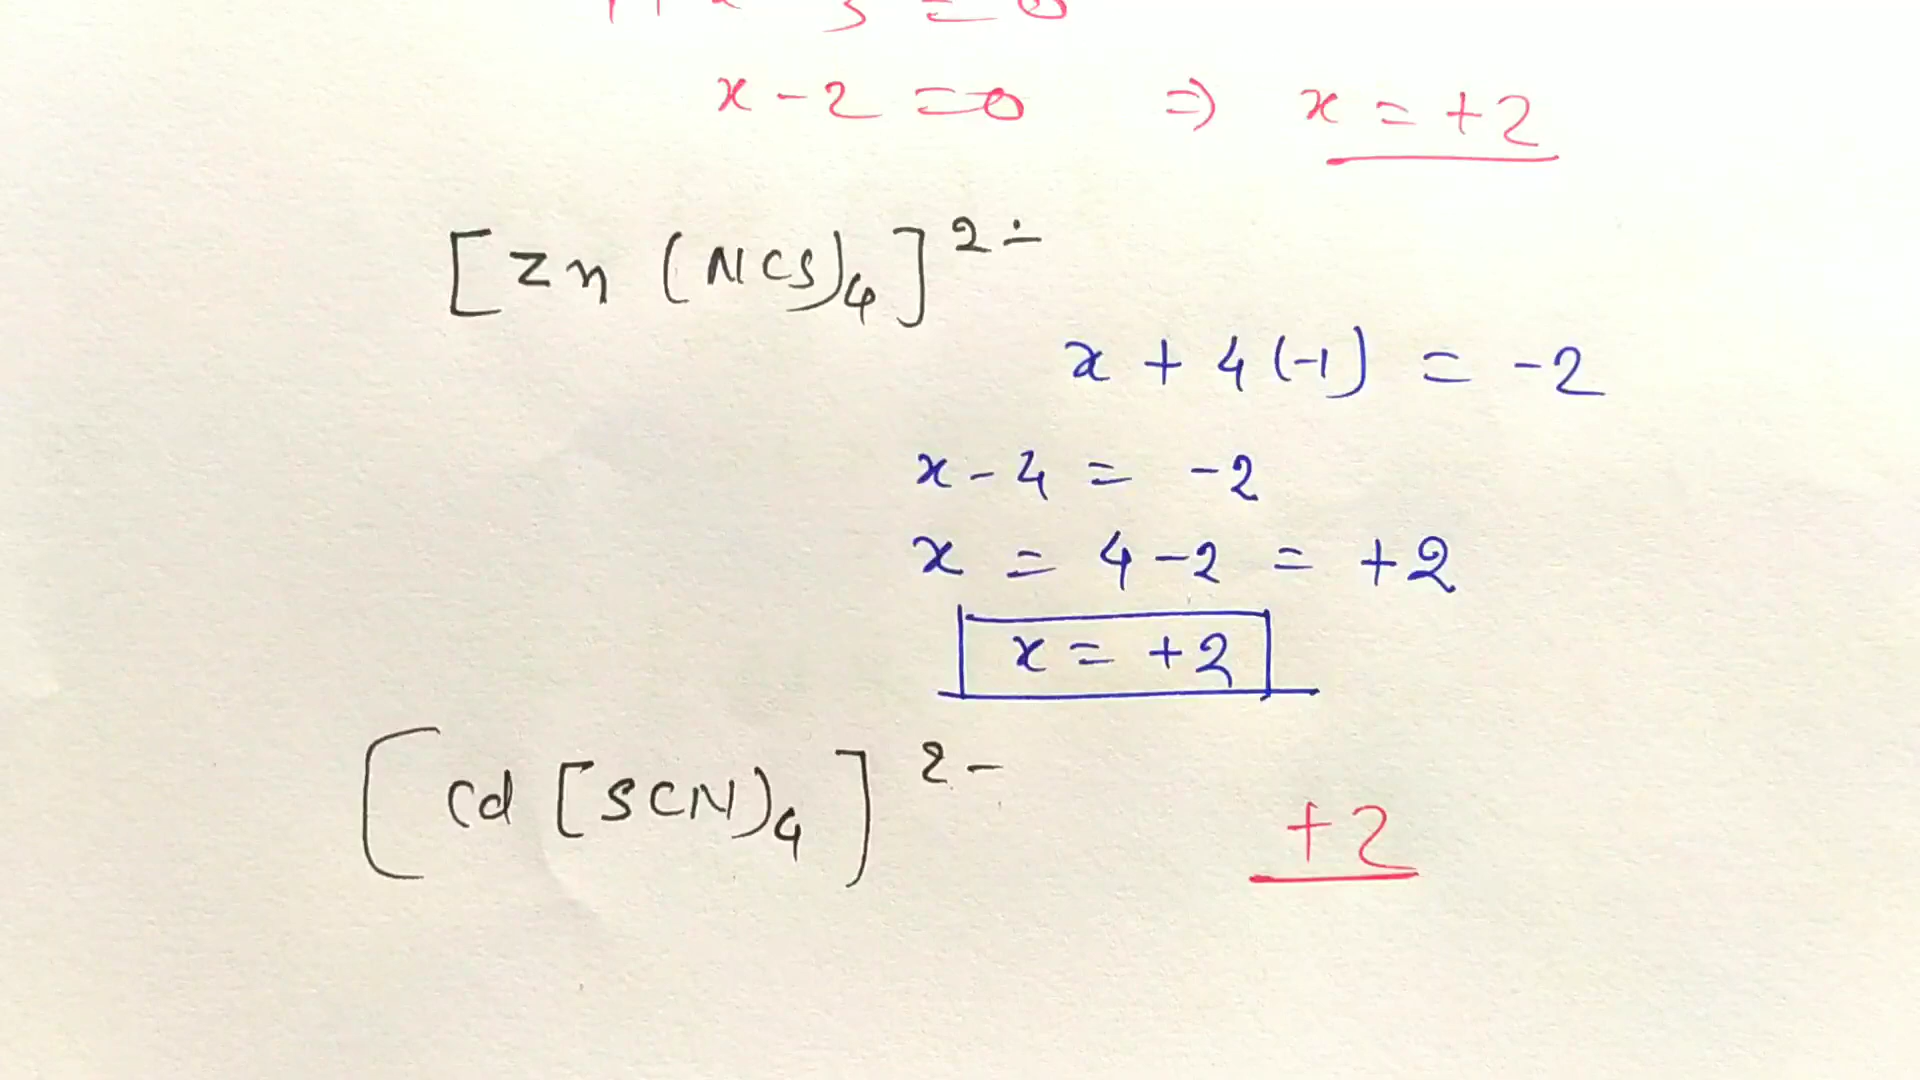 x - 2 = 0 ⇒ x = +2
[Zn (NCS)4]2-
x + 4 (-1) = -2
x - 4 = -2
x = 4 - 2 = +2
x = +2
[Cd [SCN)4]2-
+2